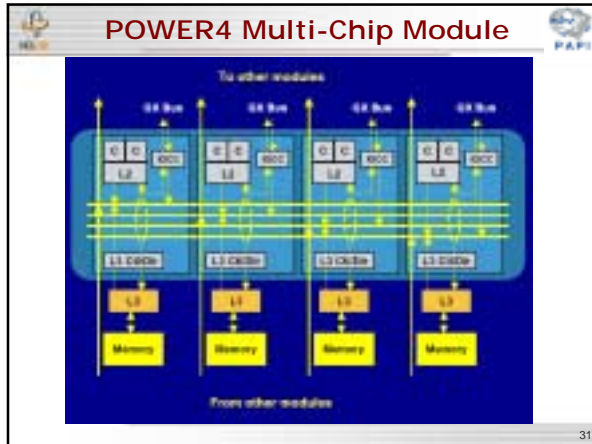 POWER4 Multi-Chip Module
PAPI
To other modules
GX Bus GX Bus GX Bus GX Bus
C C C C C C C C
L2 L2 L2 L2
L3 L3 L3 L3
Memory Memory Memory Memory
From other modules
31